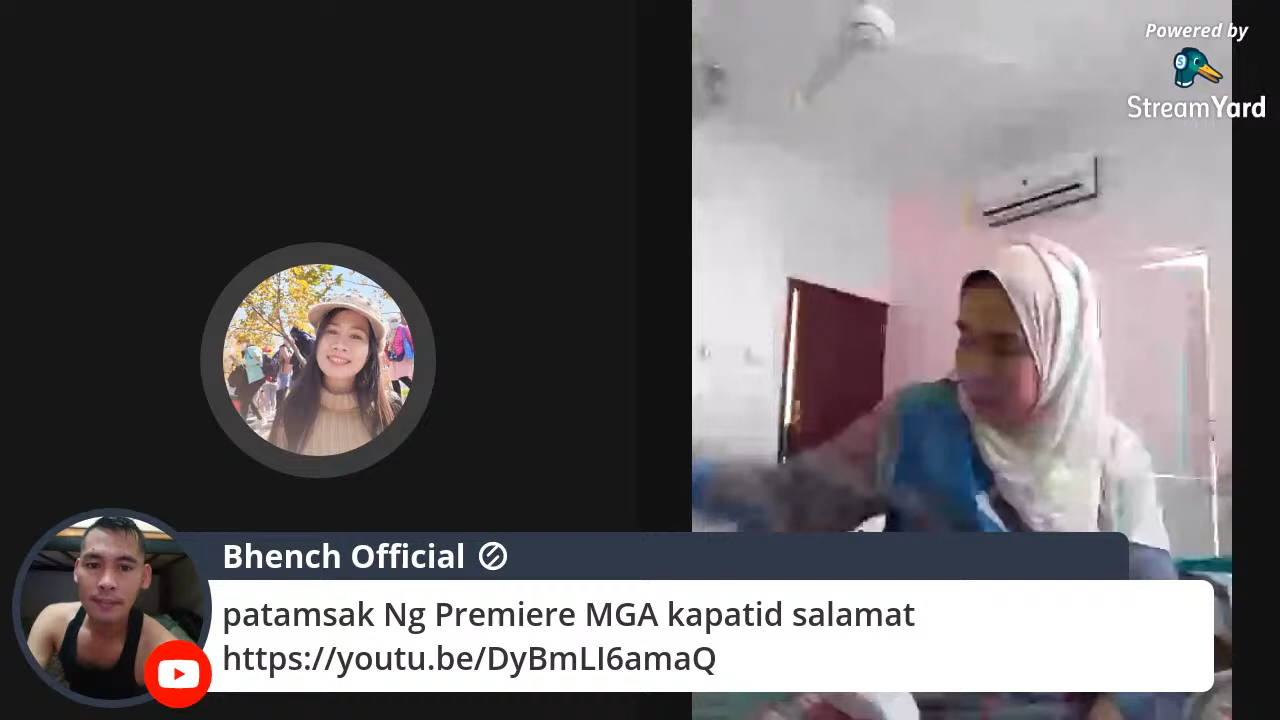 Powered by
StreamYard
Bhench Official
patamsak Ng Premiere MGA kapatid salamat
https://youtu.be/DyBmLI6amaQ